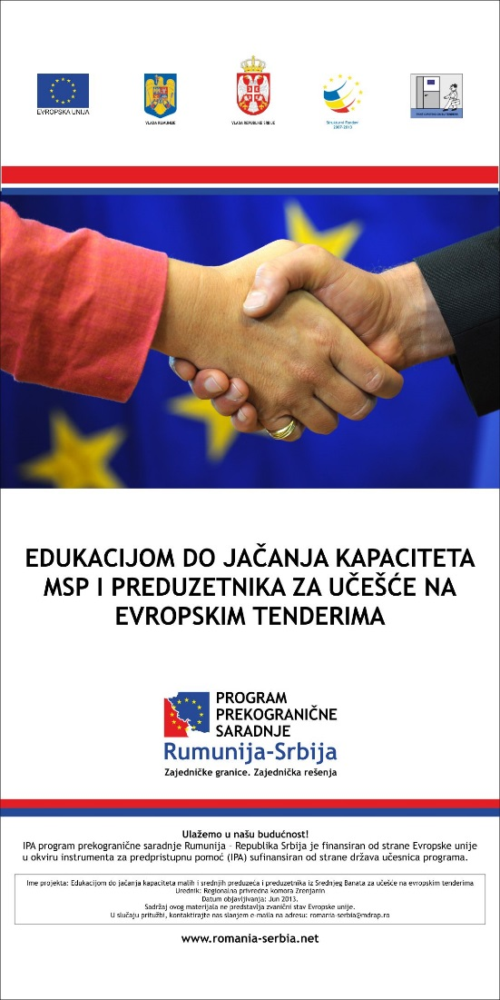 EVROPSKA UNIJA
VLADA RUMUNIJE
VLADA REPUBLIKE SRBIJE
Strukturni Fondovi
2007-2013
EDUKACIJOM DO JAČANJA KAPACITETA
MSP I PREDUZETNIKA ZA UČEŠĆE NA
EVROPSKIM TENDERIMA
PROGRAM
PREKOGRANIČNE
SARADNJE
Rumunija-Srbija
Zajedničke granice. Zajednička rešenja
Ulažemo u našu budućnost!
IPA program prekogranične saradnje Rumunija – Republika Srbija je finansiran od strane Evropske unije
u okviru instrumenta za predpristupnu pomoć (IPA) sufinansiran od strane država učesnica programa.
Ime projekta: Edukacijom do jačanja kapaciteta malih i srednjih preduzeća i preduzetnika iz Srednjeg Banata za učešće na evropskim tenderima
Urednik: Regionalna privredna komora Zrenjanin
Datum objavljivanja: Jun 2013.
Sadržaj ovog materijala ne predstavlja zvanični stav Evropske unije.
U slučaju pritužbi, kontaktirajte nas slanjem e-maila na adresu: romania-serbia@mdrap.ro
www.romania-serbia.net